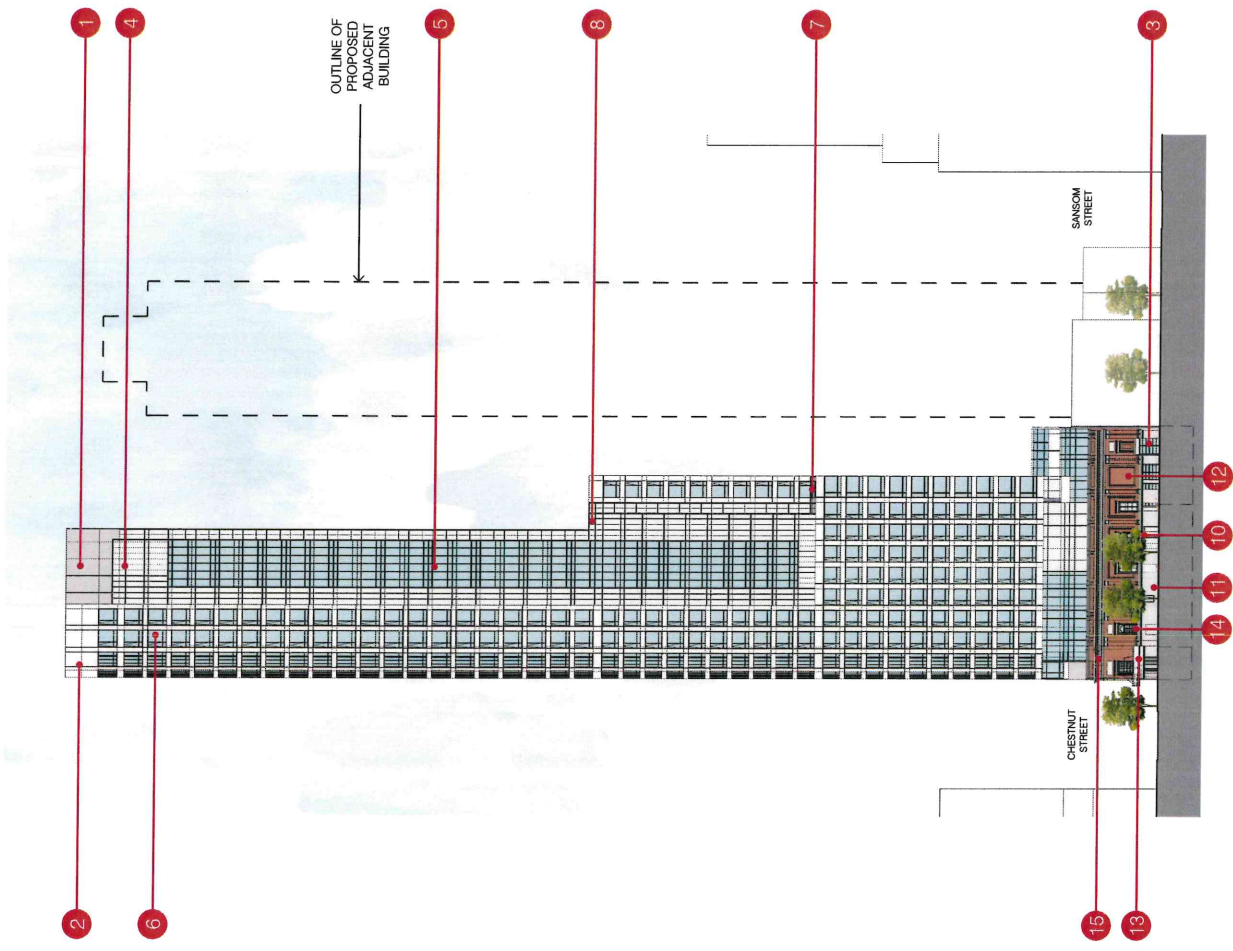 1
4
5
8
7
3
OUTLINE OF
PROPOSED
ADJACENT
BUILDING
SANSOM
STREET
CHESTNUT
STREET
2
6
15
13
14
11
10
12